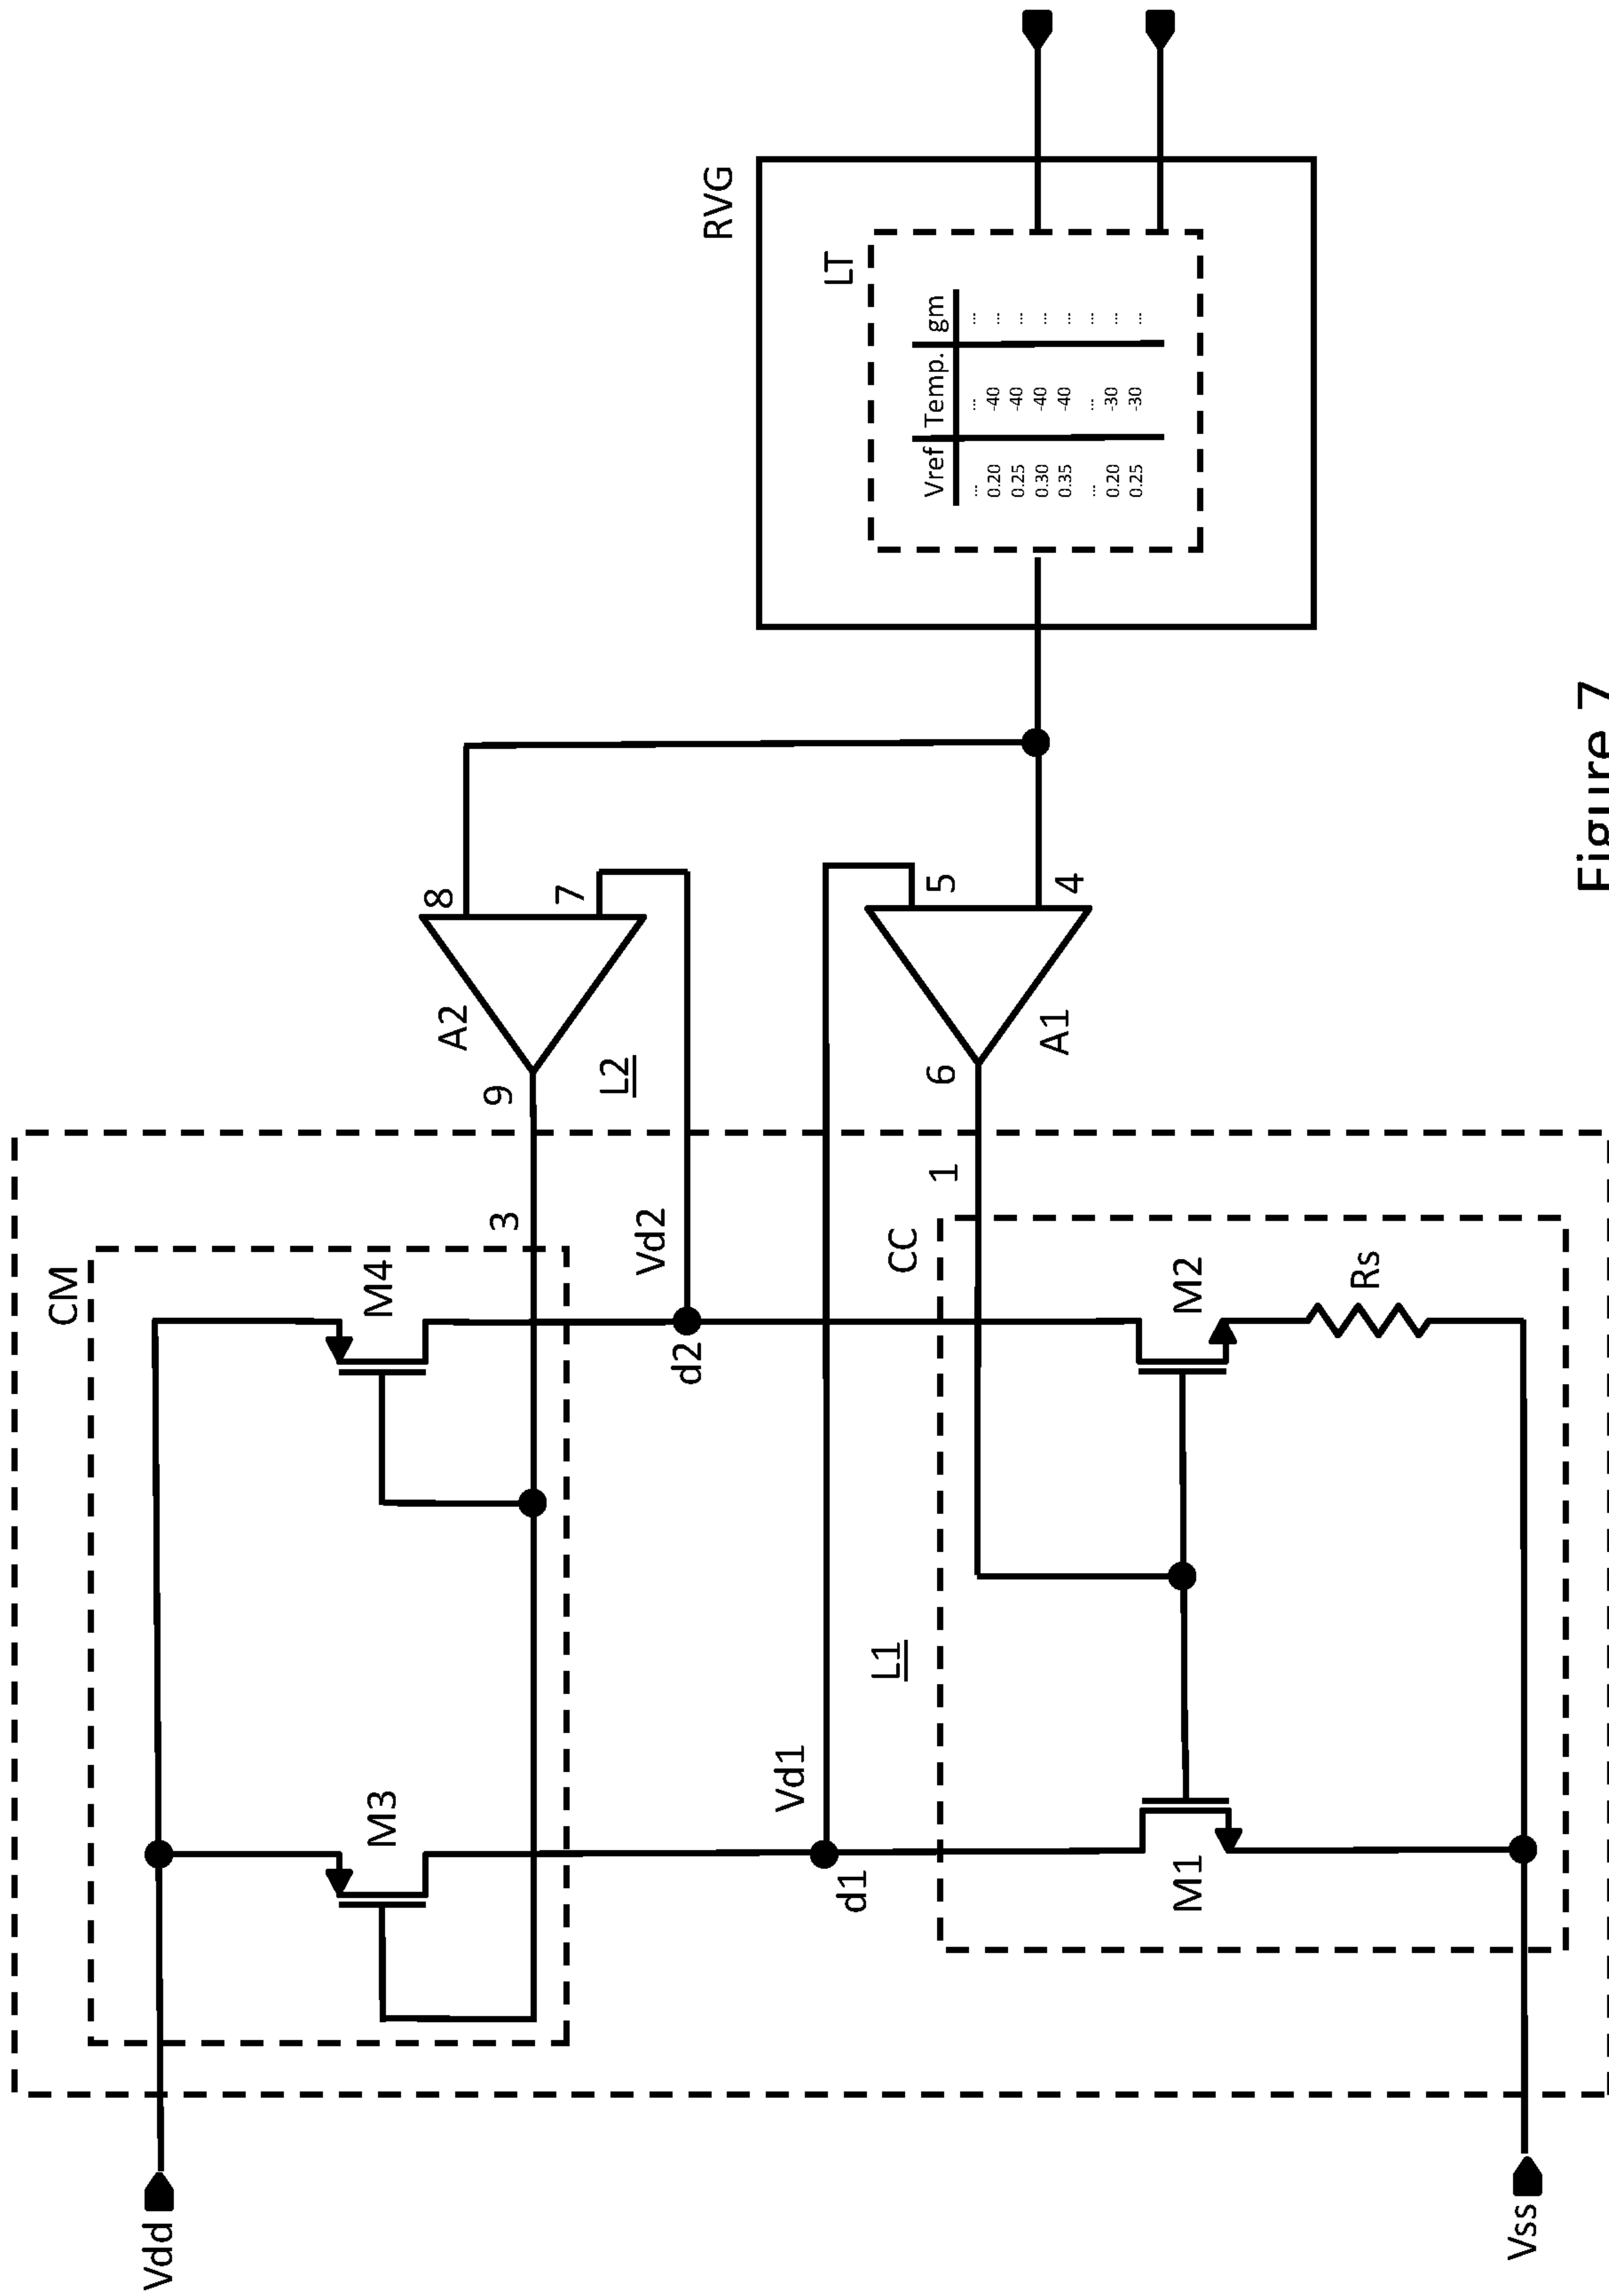 Vdd
CM
M3
M4
3
9
A2
8
7
L2
Vd2
d2
Vd1
d1
L1
CC
1
6
5
4
A1
M1
M2
Rs
Vss
RVG
LT
Vref Temp. gm
... ... ...
0.20 -40 ...
0.25 -40 ...
0.30 -40 ...
0.35 -40 ...
... ... ...
0.20 -30 ...
0.25 -30 ...
Figure 7